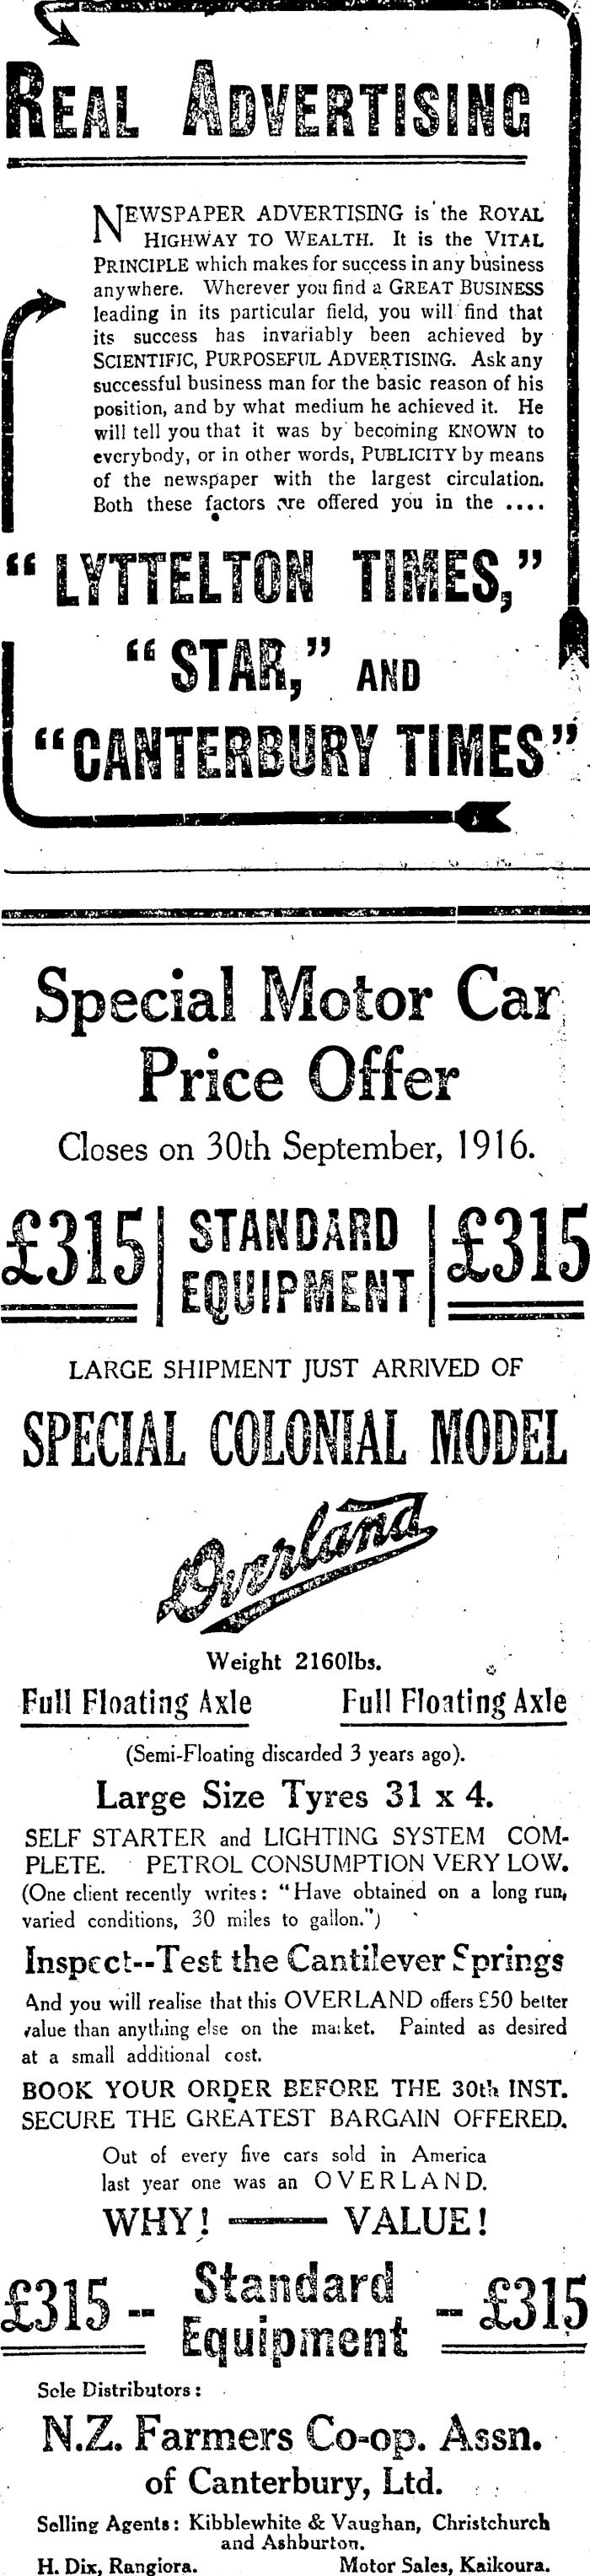 REAL ADVERTISING
NEWSPAPER ADVERTISING is the ROYAL
HIGHWAY TO WEALTH. It is the VITAL
PRINCIPLE which makes for success in any business
anywhere. Wherever you find a GREAT BUSINESS
leading in its particular field, you will find that
its success has invariably been achieved by
SCIENTIFIC, PURPOSEFUL ADVERTISING. Ask any
successful business man for the basic reason of his
position, and by what medium he achieved it. He
will tell you that it was by becoming KNOWN to
everybody, or in other words, PUBLICITY by means
of the newspaper with the largest circulation.
Both these factors are offered you in the ....
"LYTTELTON TIMES,"
"STAR," AND
"CANTERBURY TIMES"
Special Motor Car
Price Offer
Closes on 30th September, 1916.
£315 | STANDARD EQUIPMENT | £315
LARGE SHIPMENT JUST ARRIVED OF
SPECIAL COLONIAL MODEL
Overland
Weight 2160lbs.
Full Floating Axle Full Floating Axle
(Semi-Floating discarded 3 years ago).
Large Size Tyres 31 x 4.
SELF STARTER and LIGHTING SYSTEM COM-
PLETE. PETROL CONSUMPTION VERY LOW.
(One client recently writes: "Have obtained on a long run,
varied conditions, 30 miles to gallon.")
Inspect--Test the Cantilever Springs
And you will realise that this OVERLAND offers £50 better
value than anything else on the market. Painted as desired
at a small additional cost.
BOOK YOUR ORDER BEFORE THE 30th INST.
SECURE THE GREATEST BARGAIN OFFERED.
Out of every five cars sold in America
last year one was an OVERLAND.
WHY! —— VALUE!
£315 -- Standard Equipment -- £315
Sole Distributors:
N.Z. Farmers Co-op. Assn.
of Canterbury, Ltd.
Selling Agents: Kibblewhite & Vaughan, Christchurch
and Ashburton.
H. Dix, Rangiora. Motor Sales, Kaikoura.